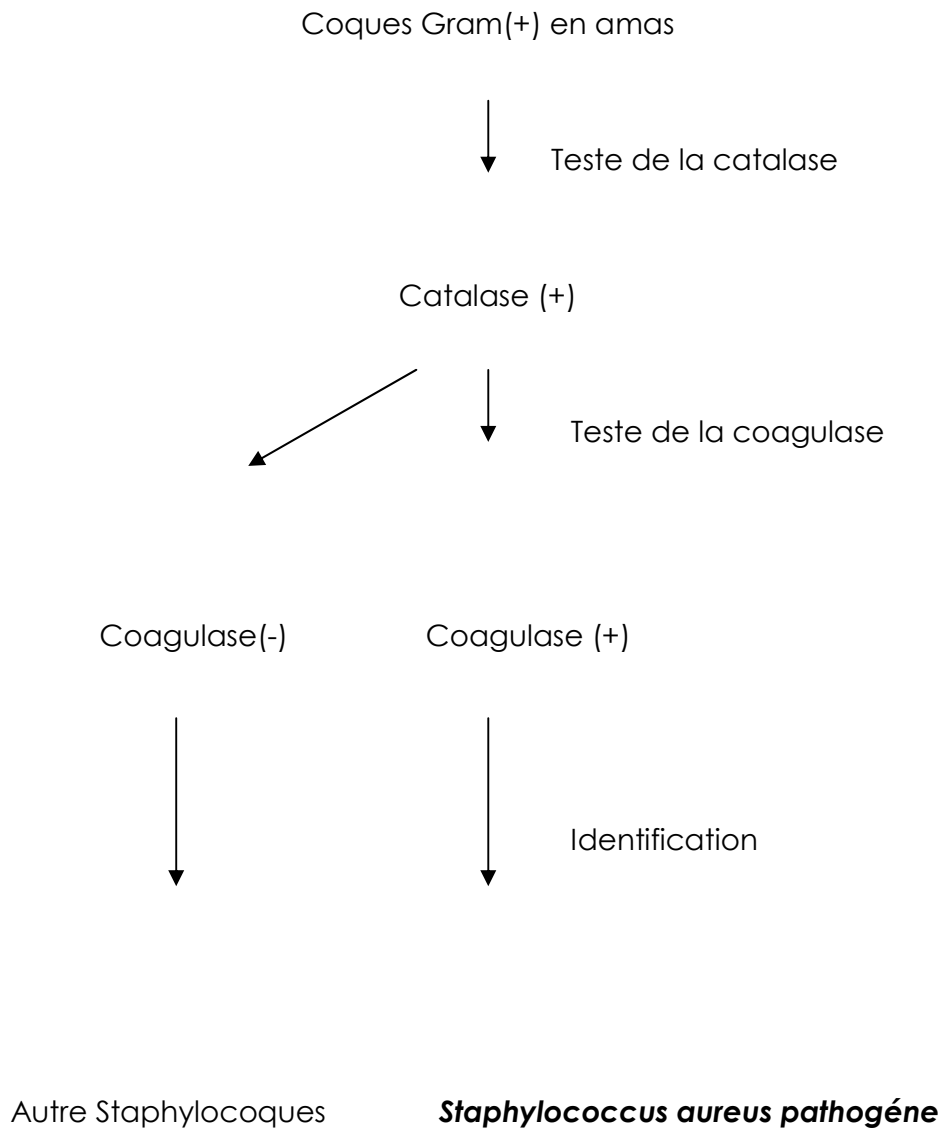 Coques Gram(+) en amas
Teste de la catalase
Catalase (+)
Teste de la coagulase
Coagulase(-) Coagulase (+)
Identification
Autre Staphylocoques Staphylococcus aureus pathogéne